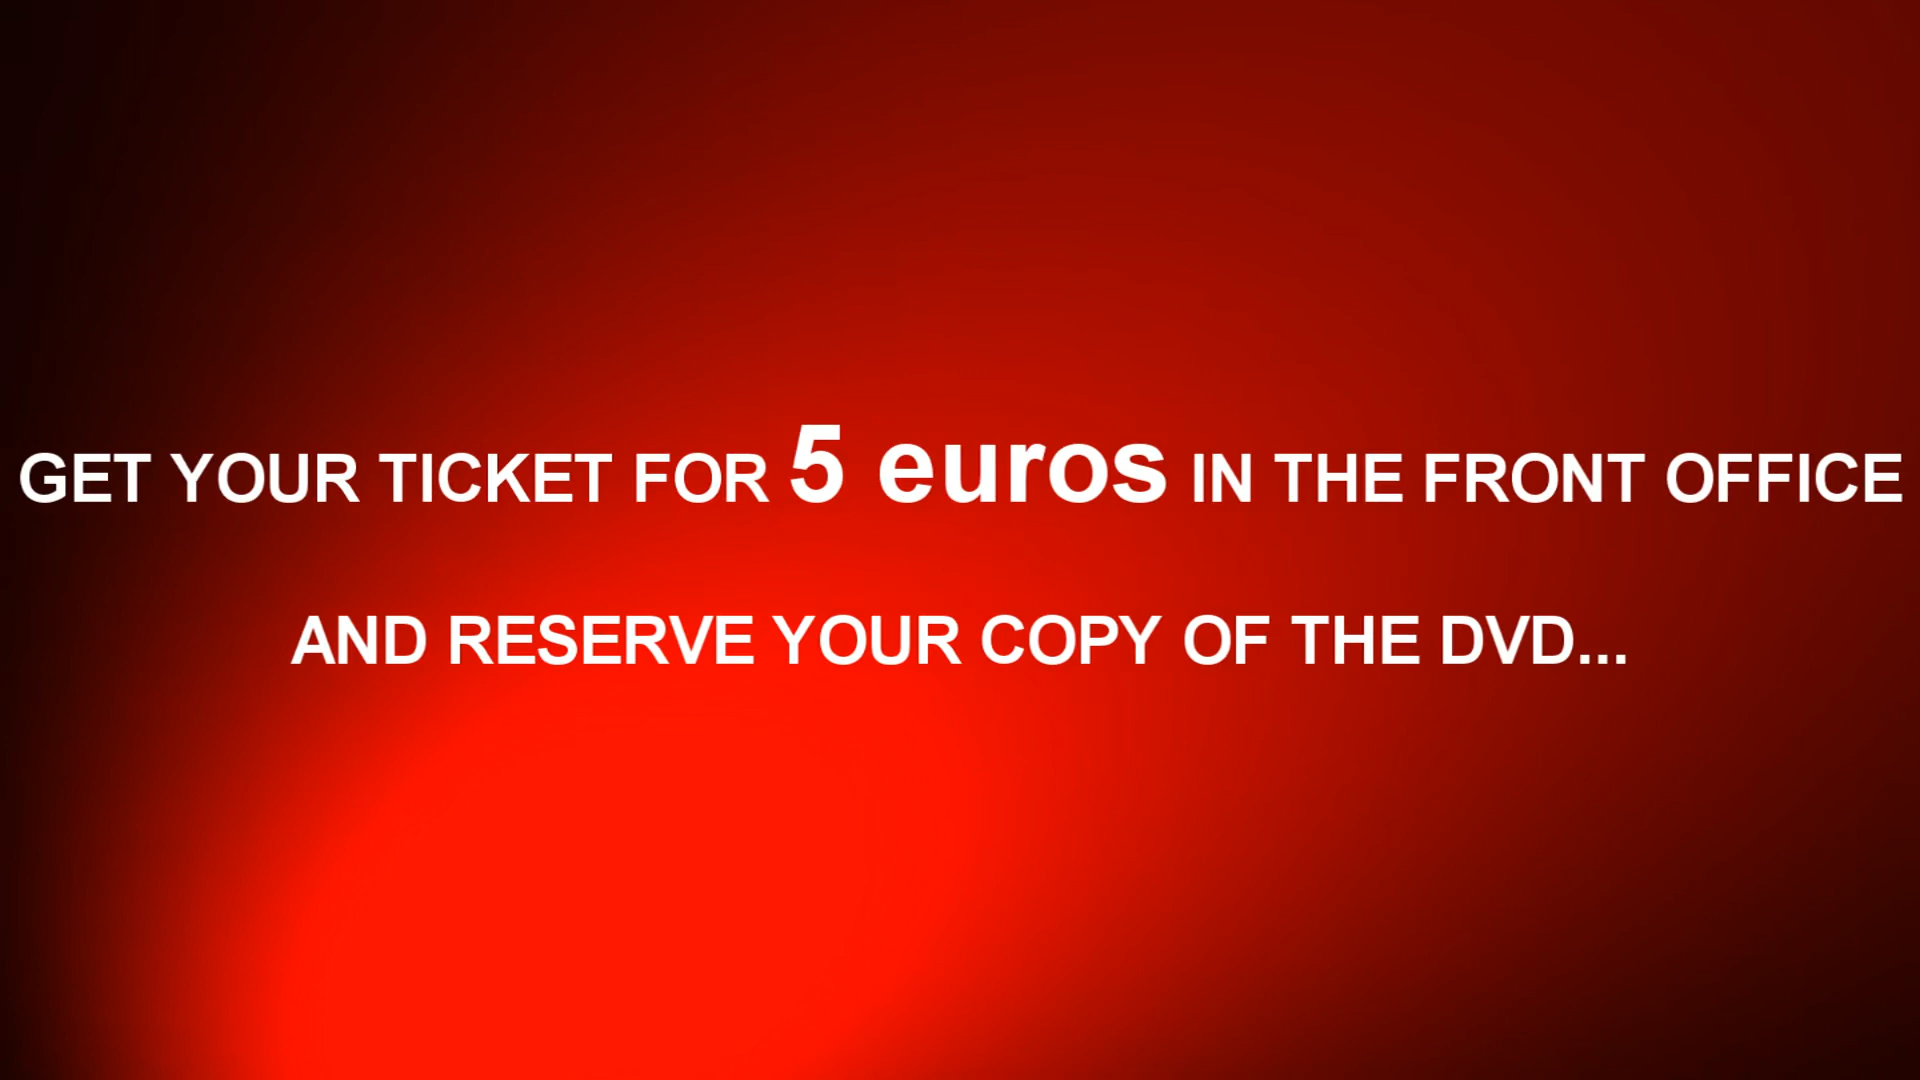 GET YOUR TICKET FOR 5 euros IN THE FRONT OFFICE
AND RESERVE YOUR COPY OF THE DVD...